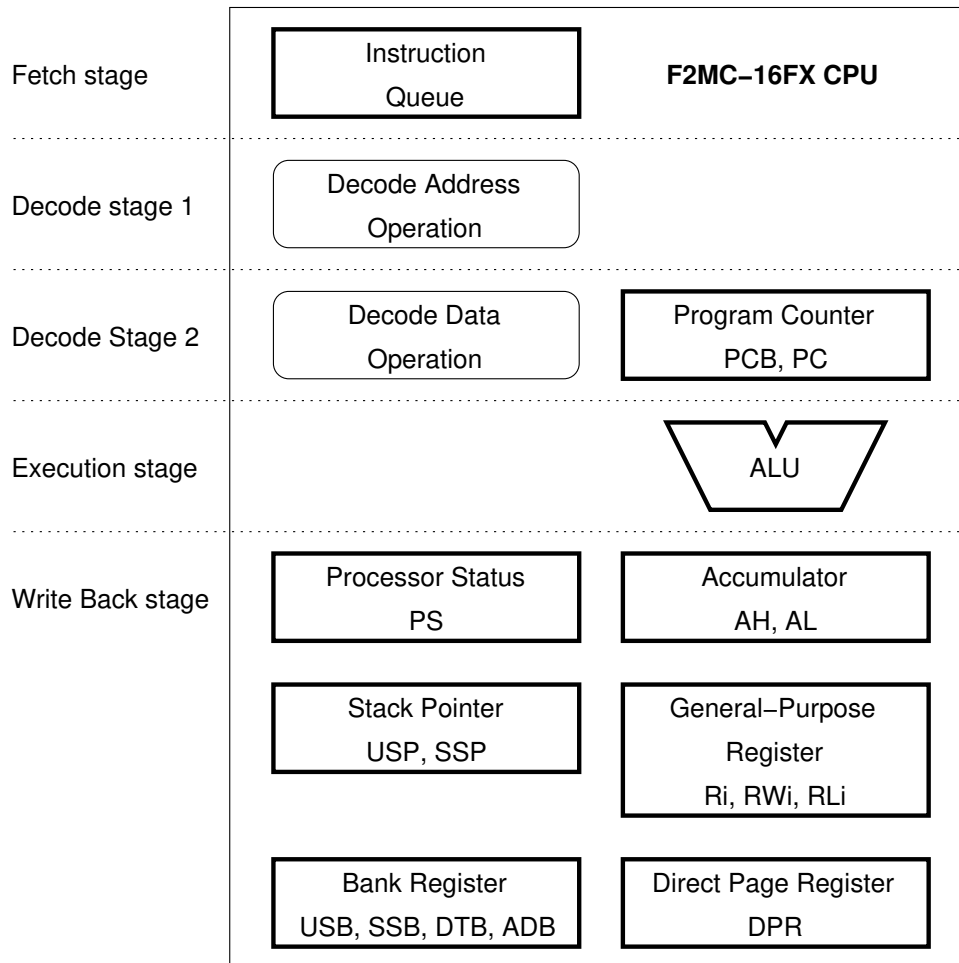 Fetch stage
Instruction
Queue
F2MC−16FX CPU
Decode stage 1
Decode Address
Operation
Decode Stage 2
Decode Data
Operation
Program Counter
PCB, PC
Execution stage
ALU
Write Back stage
Processor Status
PS
Accumulator
AH, AL
Stack Pointer
USP, SSP
General−Purpose
Register
Ri, RWi, RLi
Bank Register
USB, SSB, DTB, ADB
Direct Page Register
DPR